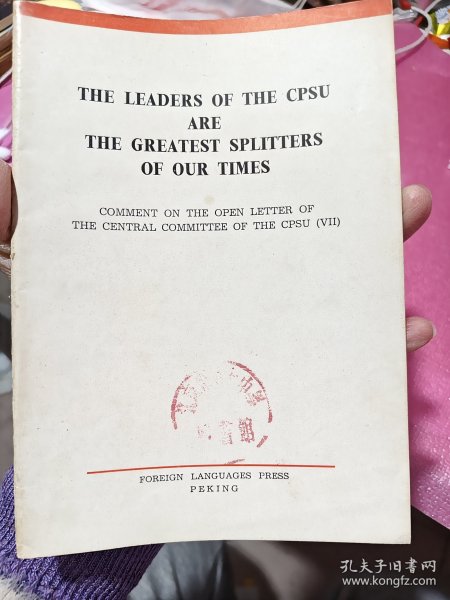 THE LEADERS OF THE CPSU
ARE
THE GREATEST SPLITTERS
OF OUR TIMES
COMMENT ON THE OPEN LETTER OF
THE CENTRAL COMMITTEE OF THE CPSU (VII)
FOREIGN LANGUAGES PRESS
PEKING
孔夫子旧书网
www.kongfz.com